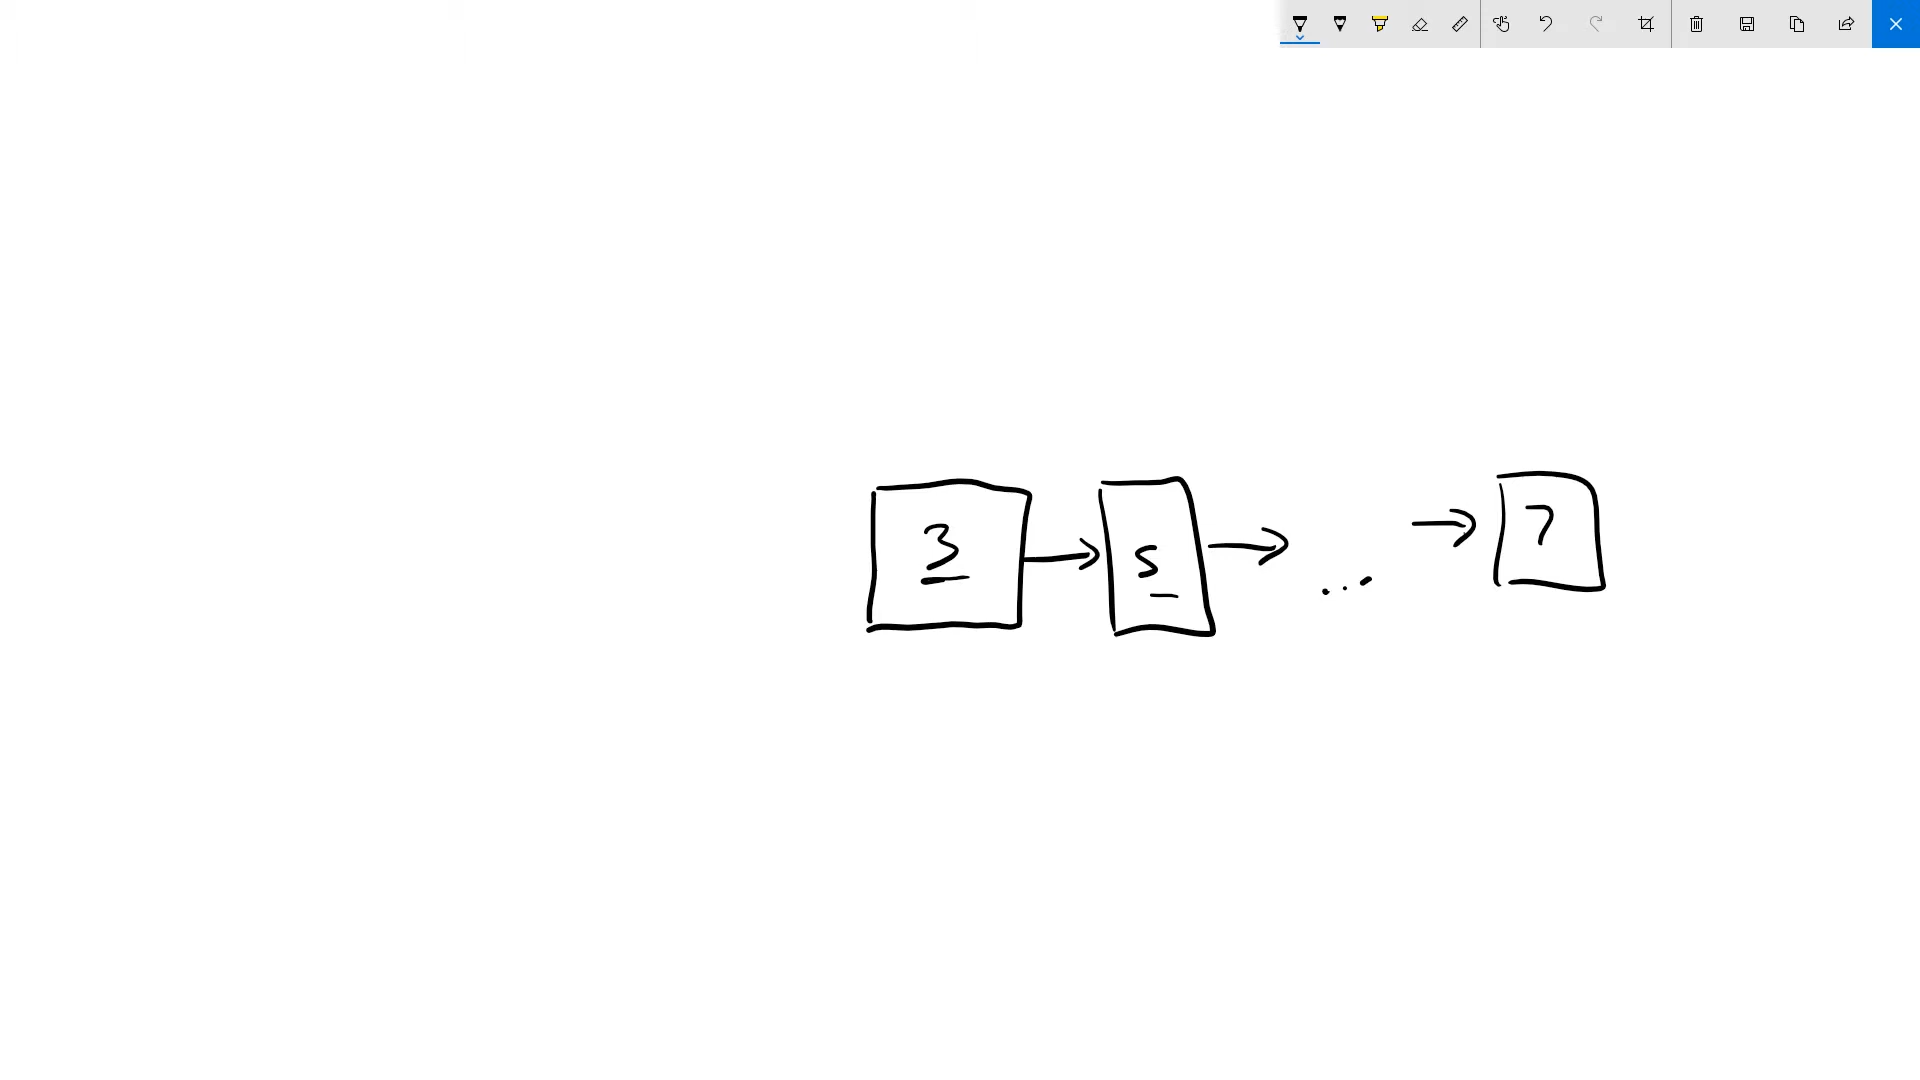 3 → 5 → ... → 7